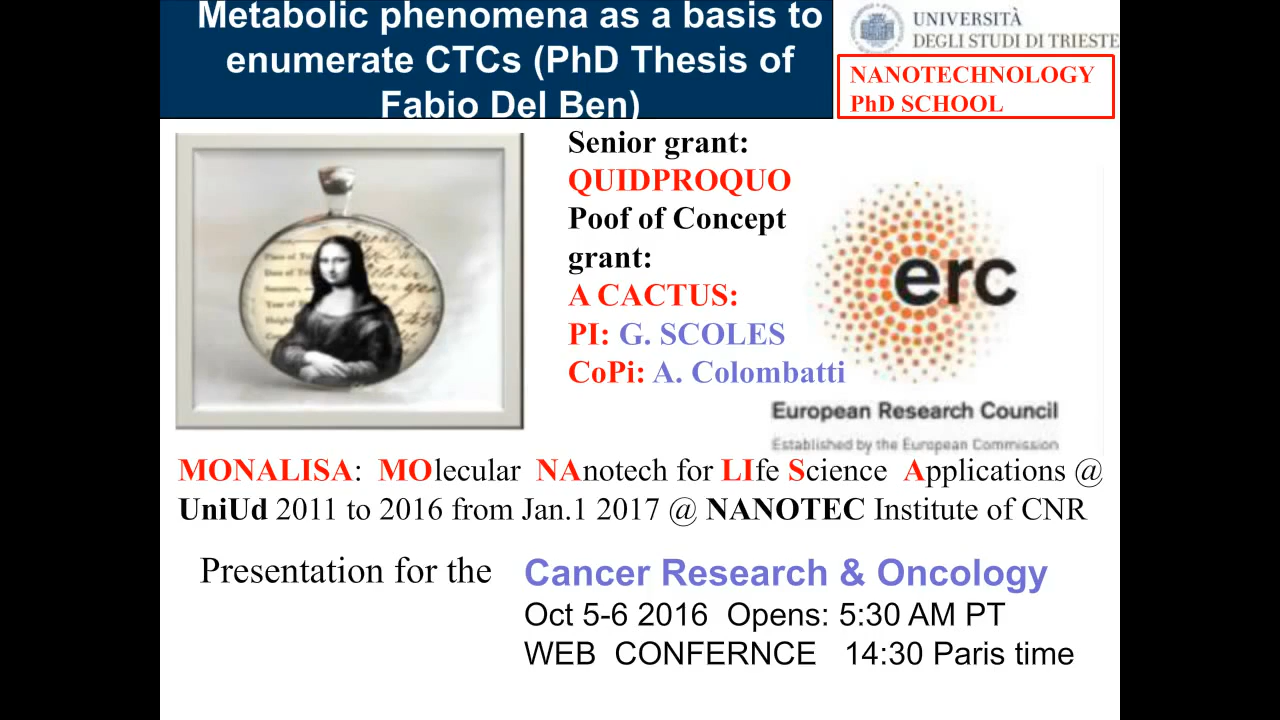 Metabolic phenomena as a basis to
enumerate CTCs (PhD Thesis of
Fabio Del Ben)
UNIVERSITÀ
DEGLI STUDI DI TRIESTE
NANOTECHNOLOGY
PhD SCHOOL
Senior grant:
QUIDPROQUO
Poof of Concept
grant:
A CACTUS:
PI: G. SCOLES
CoPi: A. Colombatti
erc
European Research Council
Established by the European Commission
MONALISA: MOlecular NAnotech for LIfe Science Applications @
UniUd 2011 to 2016 from Jan.1 2017 @ NANOTEC Institute of CNR
Presentation for the Cancer Research & Oncology
Oct 5-6 2016 Opens: 5:30 AM PT
WEB CONFERNCE 14:30 Paris time